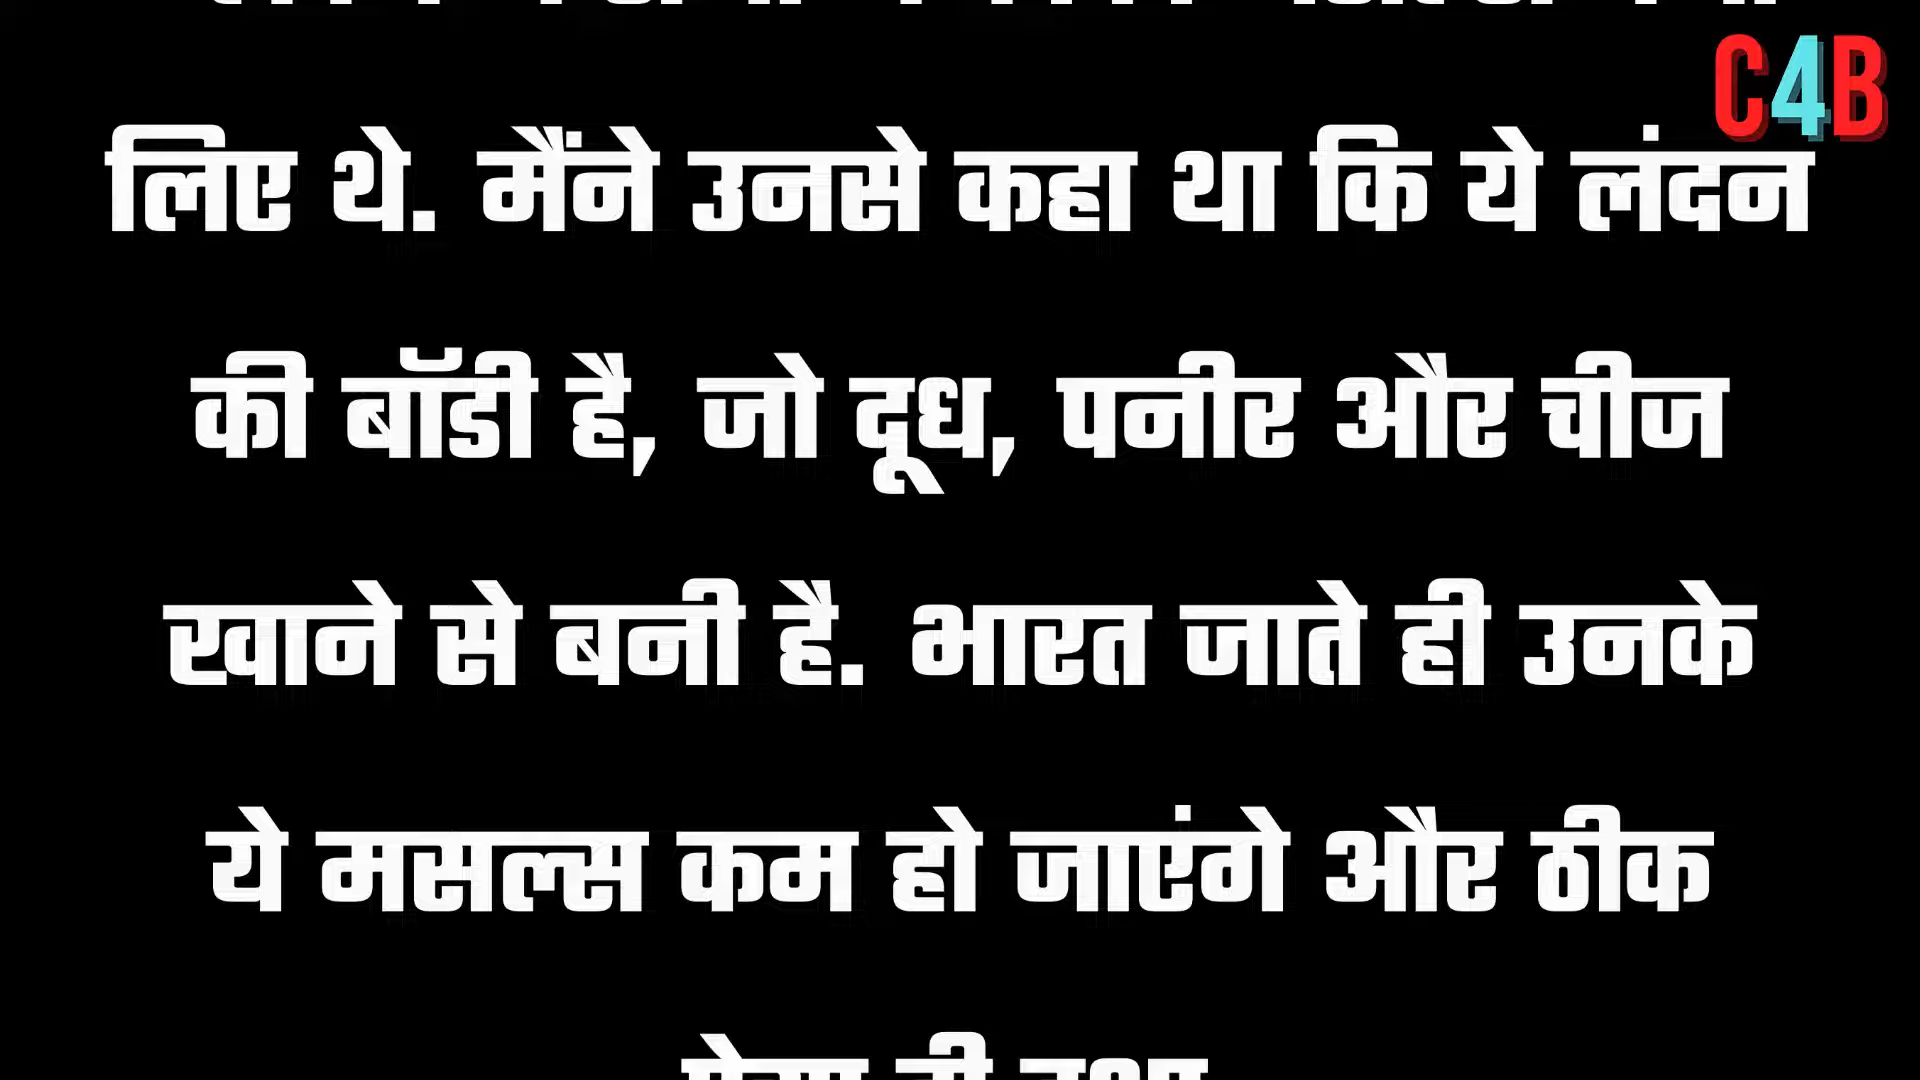 C4B
लिए थे. मैंने उनसे कहा था कि ये लंदन
की बॉडी है, जो दूध, पनीर और चीज
खाने से बनी है. भारत जाते ही उनके
ये मसल्स कम हो जाएंगे और ठीक